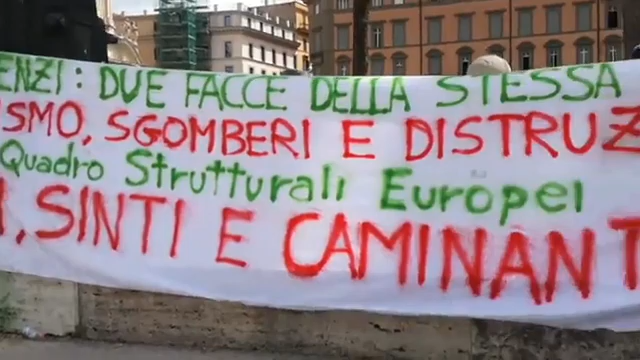 ENZI: DUE FACCE DELLA STESSA
SMO, SGOMBERI E DISTRUZ
Quadro Strutturali Europei
I, SINTI E CAMINANT